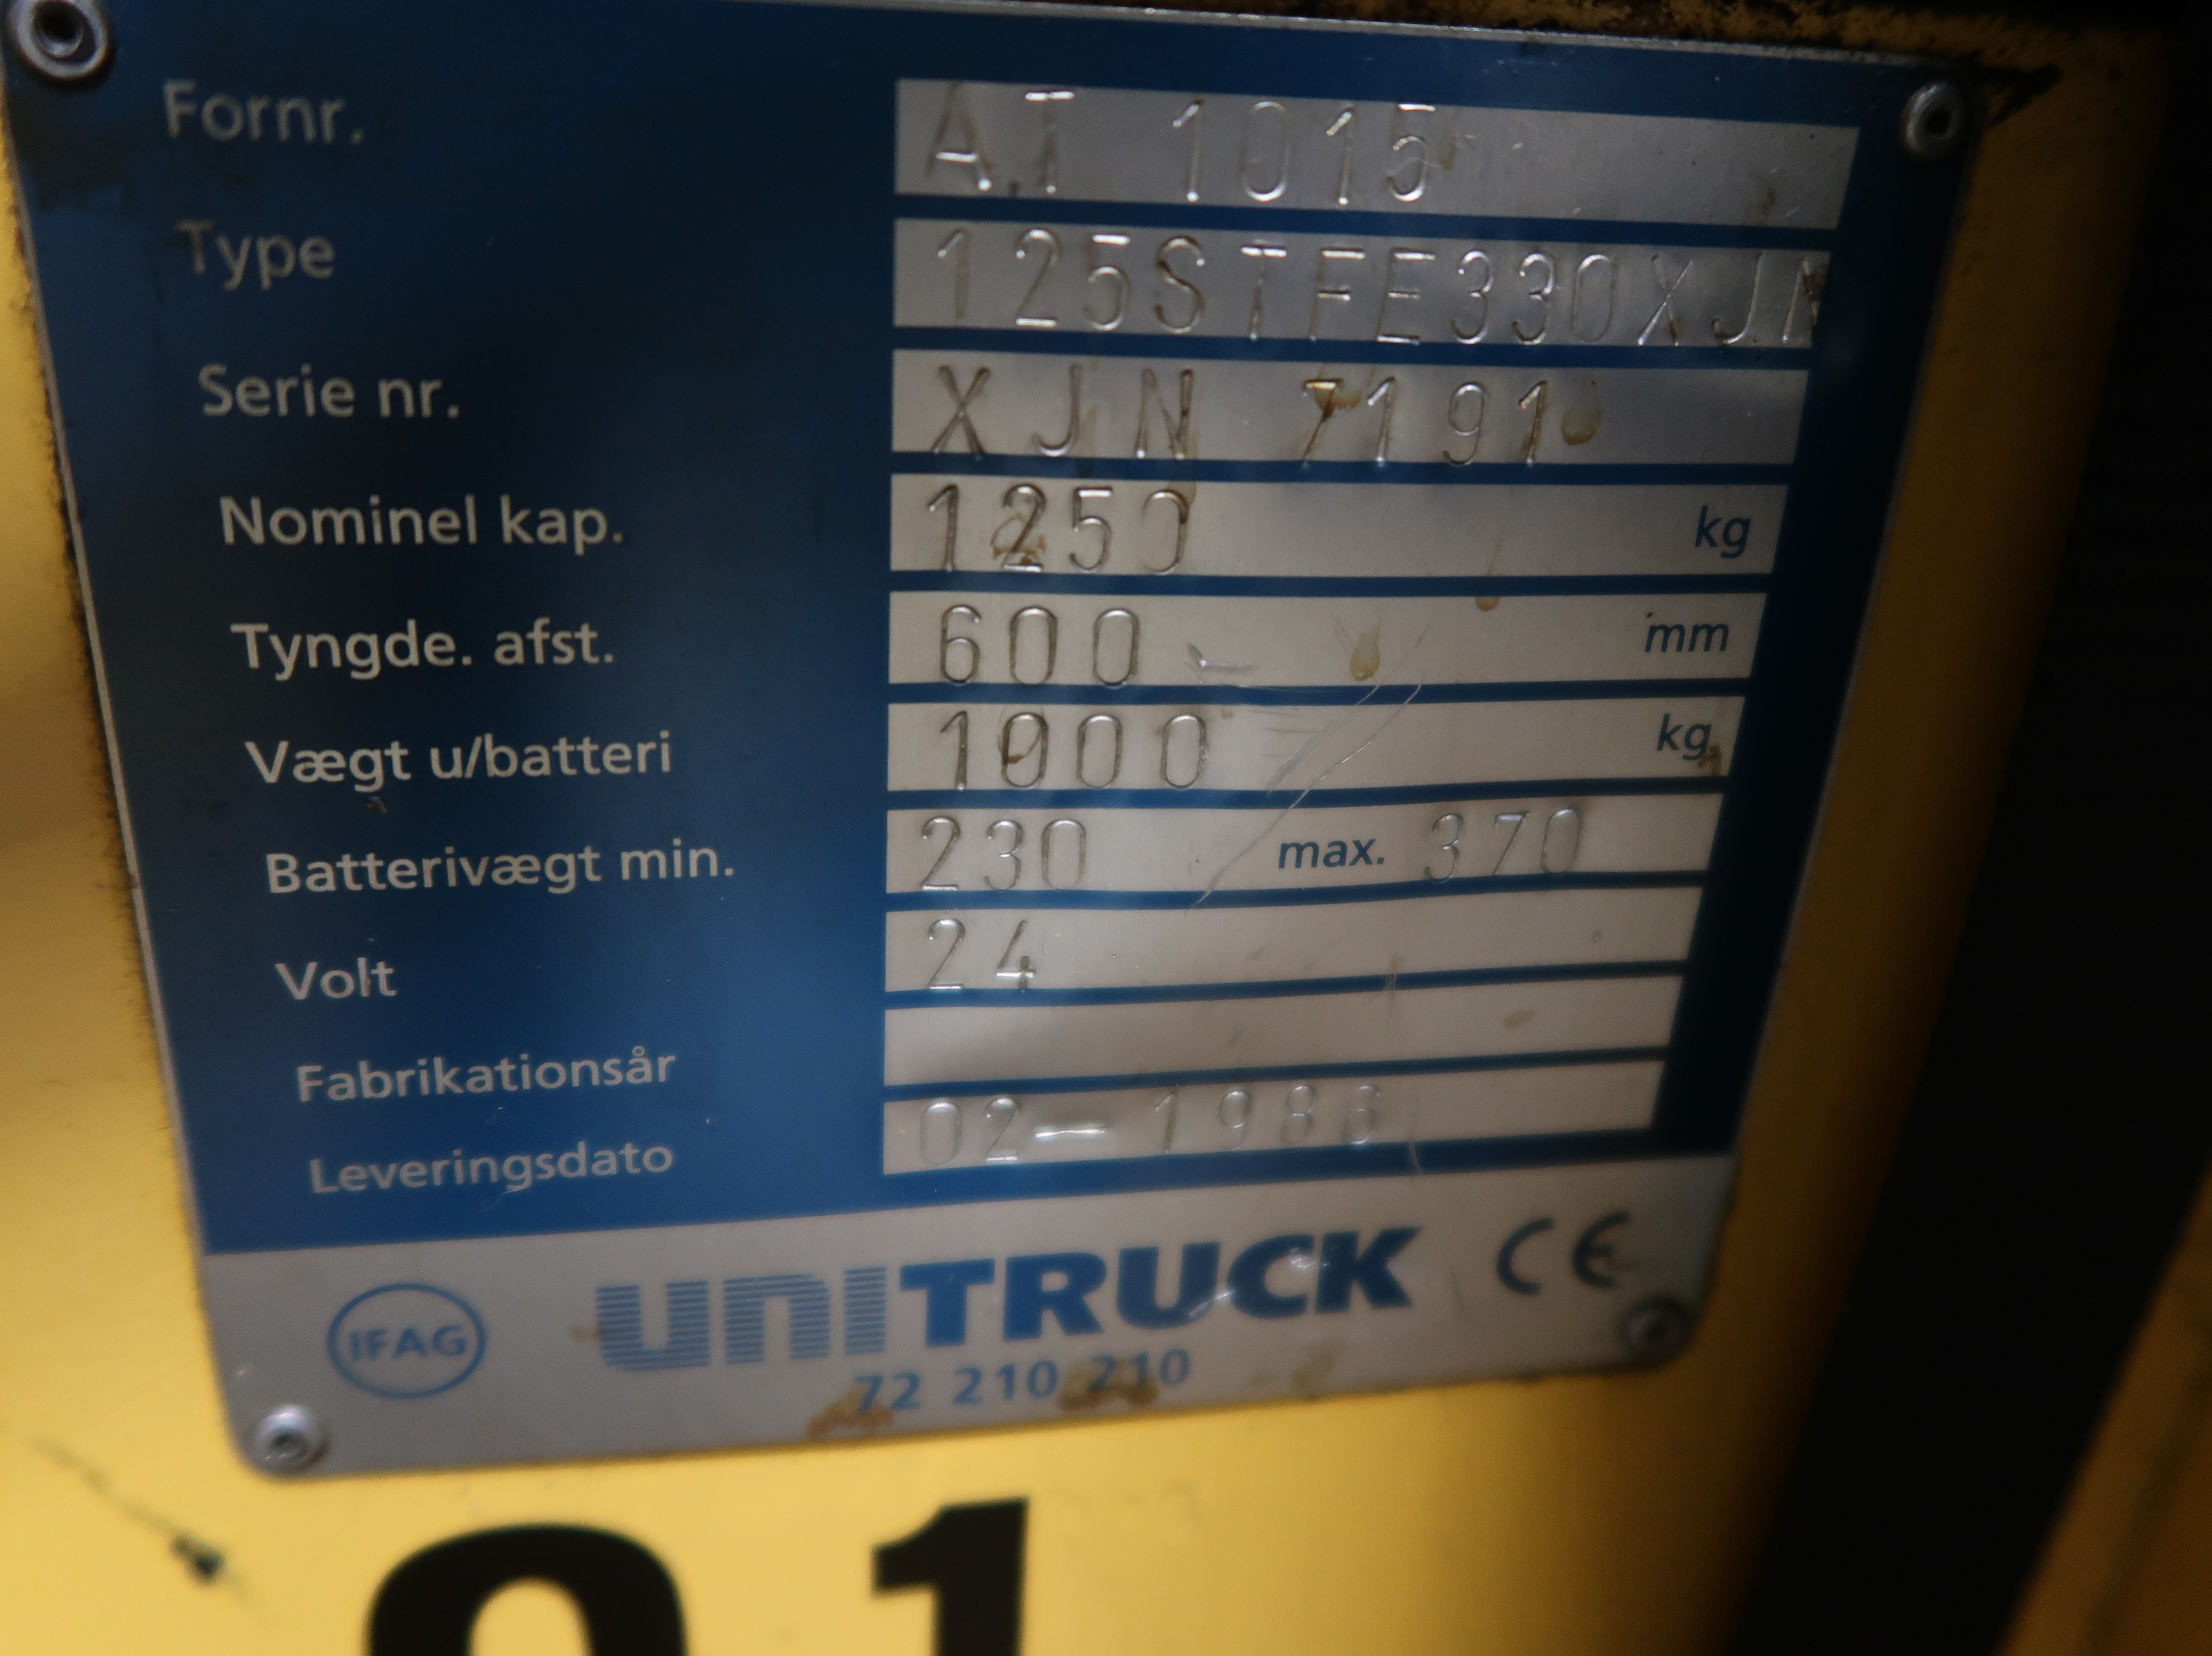 Fornr. A.T 1015
Type 125STFE330XJN
Serie nr. XJN 7191
Nominel kap. 1250 kg
Tyngde. afst. 600 mm
Vægt u/batteri 1000 kg
Batterivægt min. 230 max. 370
Volt 24
Fabrikationsår
Leveringsdato 02-1986
IFAG UNITRUCK CE
72 210 210